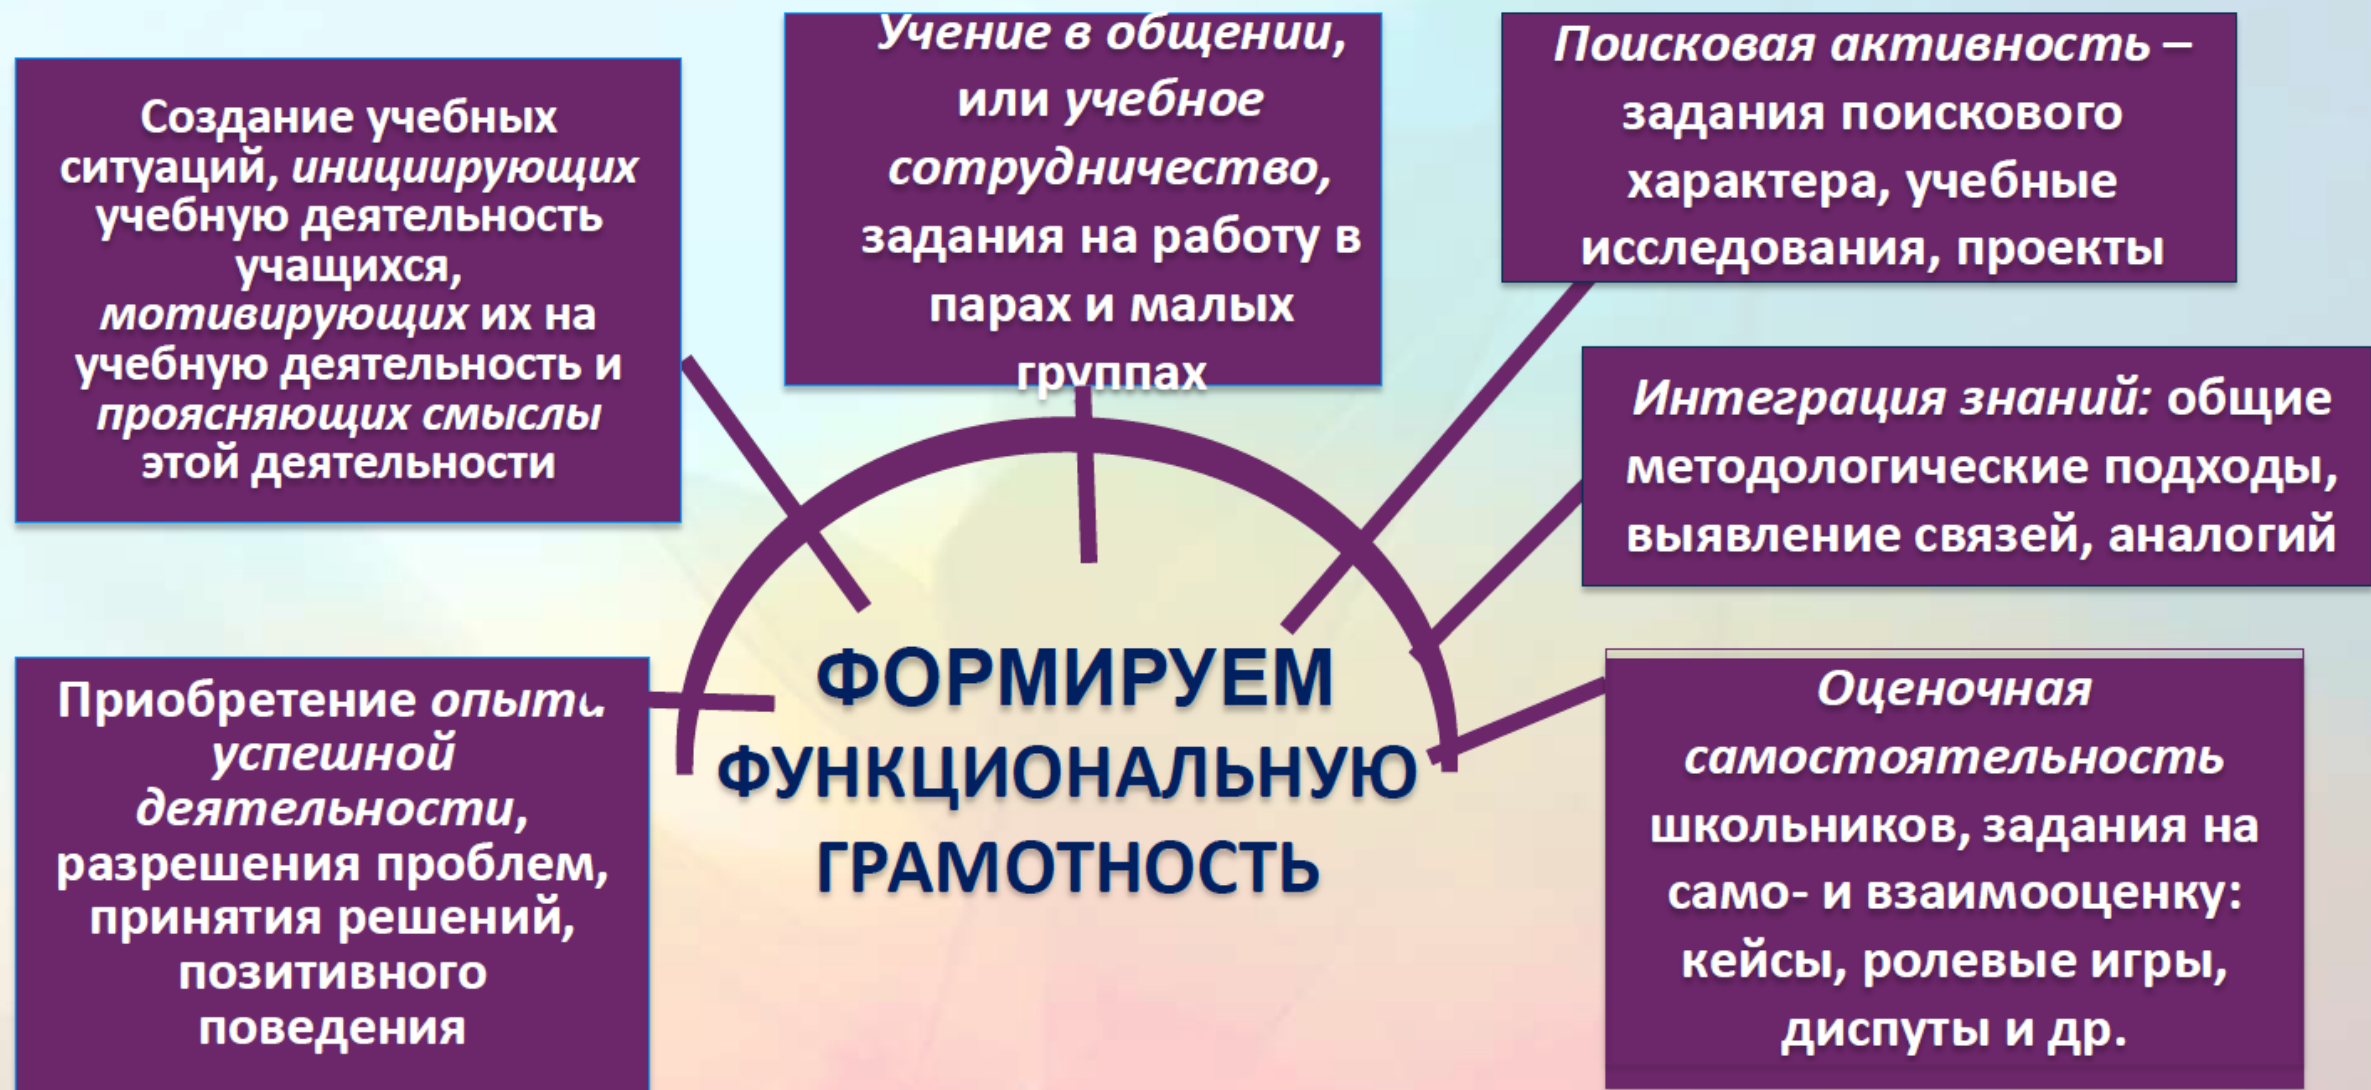 Создание учебных
ситуаций, инициирующих
учебную деятельность
учащихся,
мотивирующих их на
учебную деятельность и
проясняющих смыслы
этой деятельности
Учение в общении,
или учебное
сотрудничество,
задания на работу в
парах и малых
группах
Поисковая активность –
задания поискового
характера, учебные
исследования, проекты
Интеграция знаний: общие
методологические подходы,
выявление связей, аналогий
Приобретение опыта
успешной
деятельности,
разрешения проблем,
принятия решений,
позитивного
поведения
ФОРМИРУЕМ
ФУНКЦИОНАЛЬНУЮ
ГРАМОТНОСТЬ
Оценочная
самостоятельность
школьников, задания на
само- и взаимооценку:
кейсы, ролевые игры,
диспуты и др.